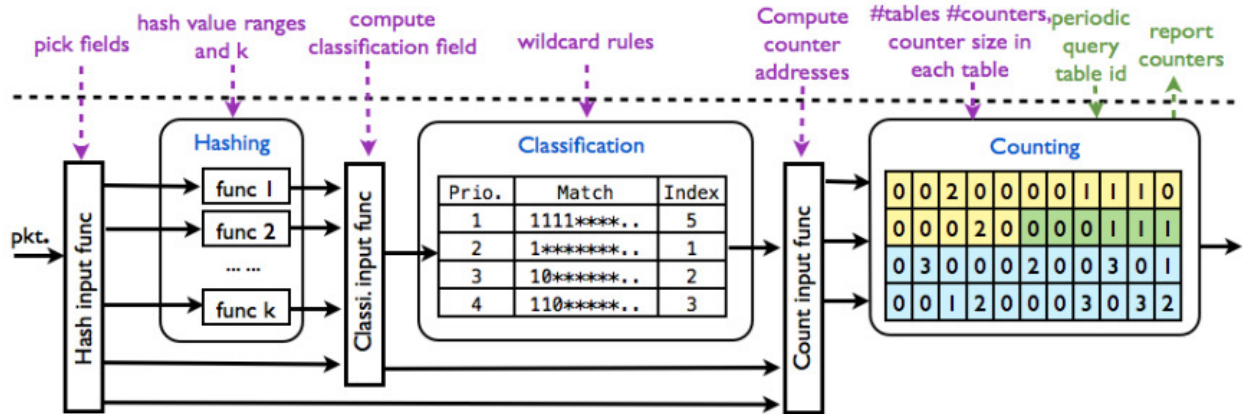 pick fields
hash value ranges
and k
compute
classification field
wildcard rules
Compute
counter
addresses
#tables #counters,
counter size in
each table
periodic
query
table id
report
counters
pkt.
Hash input func
Hashing
func 1
func 2
... ...
func k
Classi. input func
Classification
Prio. Match Index
1 1111****.. 5
2 1*******.. 1
3 10******.. 2
4 110*****.. 3
Count input func
Counting
0 0 2 0 0 0 0 1 1 1 0
0 0 0 2 0 0 0 0 1 1 1
0 3 0 0 0 2 0 0 3 0 1
0 0 1 2 0 0 0 3 0 3 2